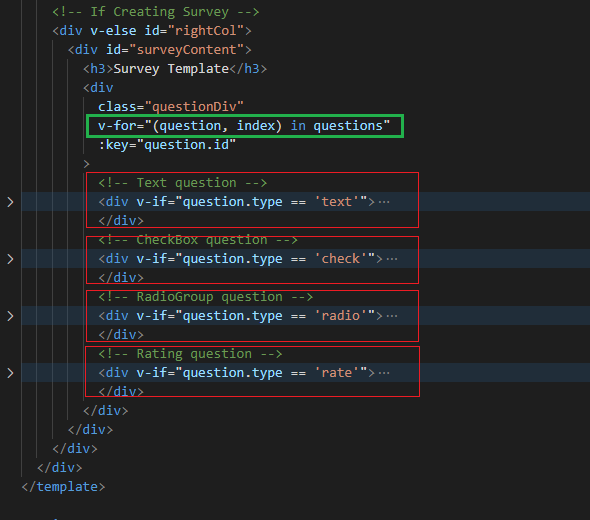 <!-- If Creating Survey -->
<div v-else id="rightCol">
<div id="surveyContent">
<h3>Survey Template</h3>
<div
class="questionDiv"
v-for="(question, index) in questions"
:key="question.id"
>
<!-- Text question -->
<div v-if="question.type == 'text'">…
</div>
<!-- CheckBox question -->
<div v-if="question.type == 'check'">…
</div>
<!-- RadioGroup question -->
<div v-if="question.type == 'radio'">…
</div>
<!-- Rating question -->
<div v-if="question.type == 'rate'">…
</div>
</div>
</div>
</div>
</div>
</template>